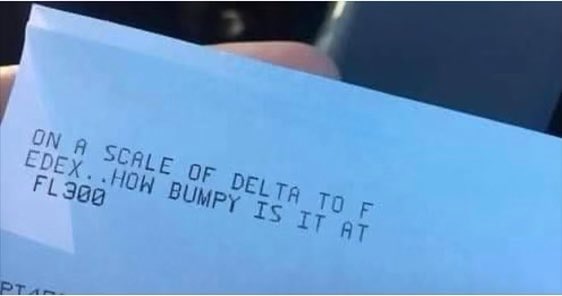 ON A SCALE OF DELTA TO F
EDEX..HOW BUMPY IS IT AT
FL300